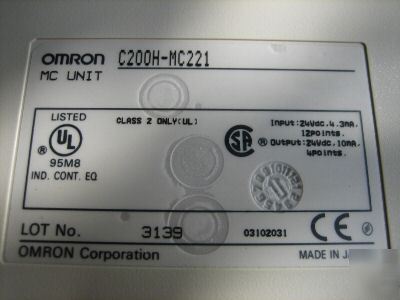 OMRON C200H-MC221
MC UNIT
LISTED
UL
95M8
IND. CONT. EQ
CLASS 2 ONLY(UL)
SA
Input:24Vdc,4.3mA,
12points.
Output:24Vdc,10mA,
4points.
LOT No. 3139 03102031
CE
OMRON Corporation MADE IN